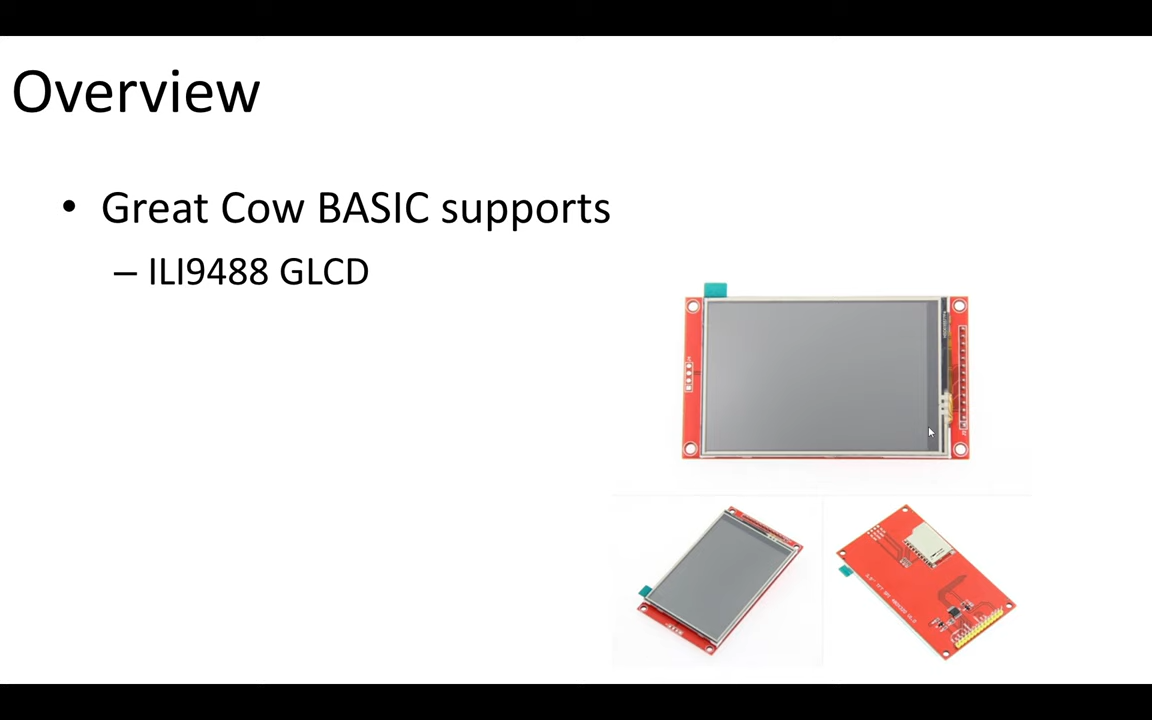 Overview
• Great Cow BASIC supports
– ILI9488 GLCD